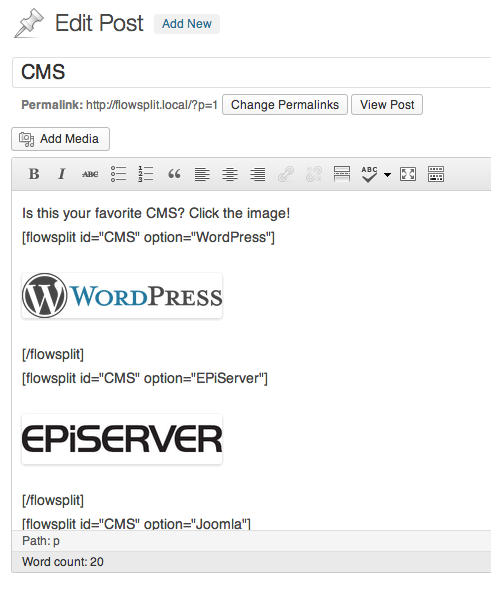 Edit Post Add New
CMS
Permalink: http://flowsplit.local/?p=1 Change Permalinks View Post
Add Media
B I ABC ABC
Is this your favorite CMS? Click the image!
[flowsplit id="CMS" option="WordPress"]
WORDPRESS
[/flowsplit]
[flowsplit id="CMS" option="EPiServer"]
EPiSERVER
[/flowsplit]
[flowsplit id="CMS" option="Joomla"]
Path: p
Word count: 20